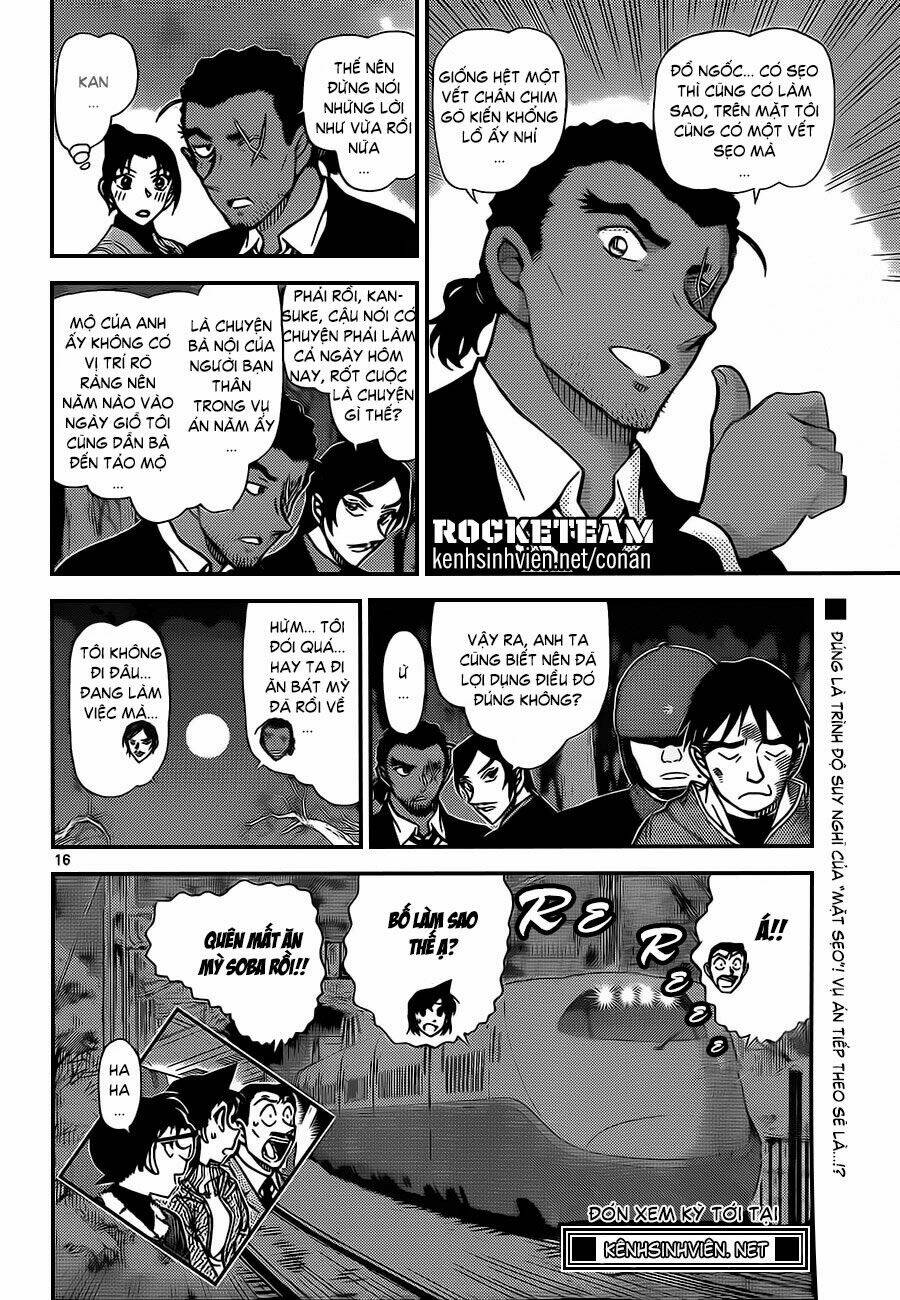 ĐỒ NGỐC... CÓ SẸO
THÌ CŨNG CÓ LÀM
SAO, TRÊN MẶT TÔI
CŨNG CÓ MỘT VẾT
SẸO MÀ
...
GIỐNG HỆT MỘT
VẾT CHÂN CHIM
GÕ KIẾN KHỔNG
LỒ ẤY NHỈ
...
THẾ NÊN
ĐỪNG NÓI
NHỮNG LỜI
NHƯ VỪA RỒI
NỮA
...
KAN
...
ROCKETEAM
kenhsinhvien.net/conan
PHẢI RỒI, KAN-
SUKE, CẬU NÓI CÓ
CHUYỆN PHẢI LÀM
CẢ NGÀY HÔM
NAY, RỐT CUỘC
LÀ CHUYỆN
GÌ THẾ?
LÀ CHUYỆN
BÀ NỘI CỦA
NGƯỜI BẠN
THÂN
TRONG VỤ
ÁN NĂM ẤY
...
MỘ CỦA ANH
ẤY KHÔNG CÓ
VỊ TRÍ RÕ
RÀNG NÊN
NĂM NÀO VÀO
NGÀY GIỖ TÔI
CŨNG DẪN BÀ
ĐẾN TẢO MỘ
...
VẬY RA, ANH TA
CŨNG BIẾT NÊN ĐÃ
LỢI DỤNG ĐIỀU ĐÓ
ĐÚNG KHÔNG?
Ừ
...
HỪM... TÔI
ĐÓI QUÁ...
HAY TA ĐI
ĂN BÁT MỲ
ĐÃ RỒI VỀ
...
TÔI KHÔNG
ĐI ĐÂU...
ĐANG LÀM
VIỆC MÀ...
16
Á!!
RE
REEE
BỐ LÀM SAO
THẾ Ạ?
QUÊN MẤT ĂN
MỲ SOBA RỒI!!
HA
HA
...
ĐÚNG LÀ TRÌNH ĐỘ SUY NGHĨ CỦA "MẶT SẸO"! VỤ ÁN TIẾP THEO SẼ LÀ...!?
ĐÓN XEM KỲ TỚI TẠI
KÊNHSINHVIÊN. NET